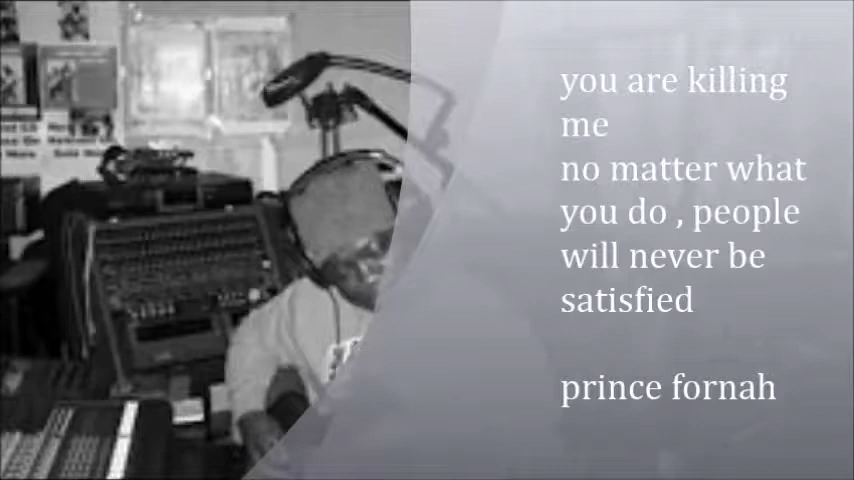 you are killing
me
no matter what
you do , people
will never be
satisfied
prince fornah